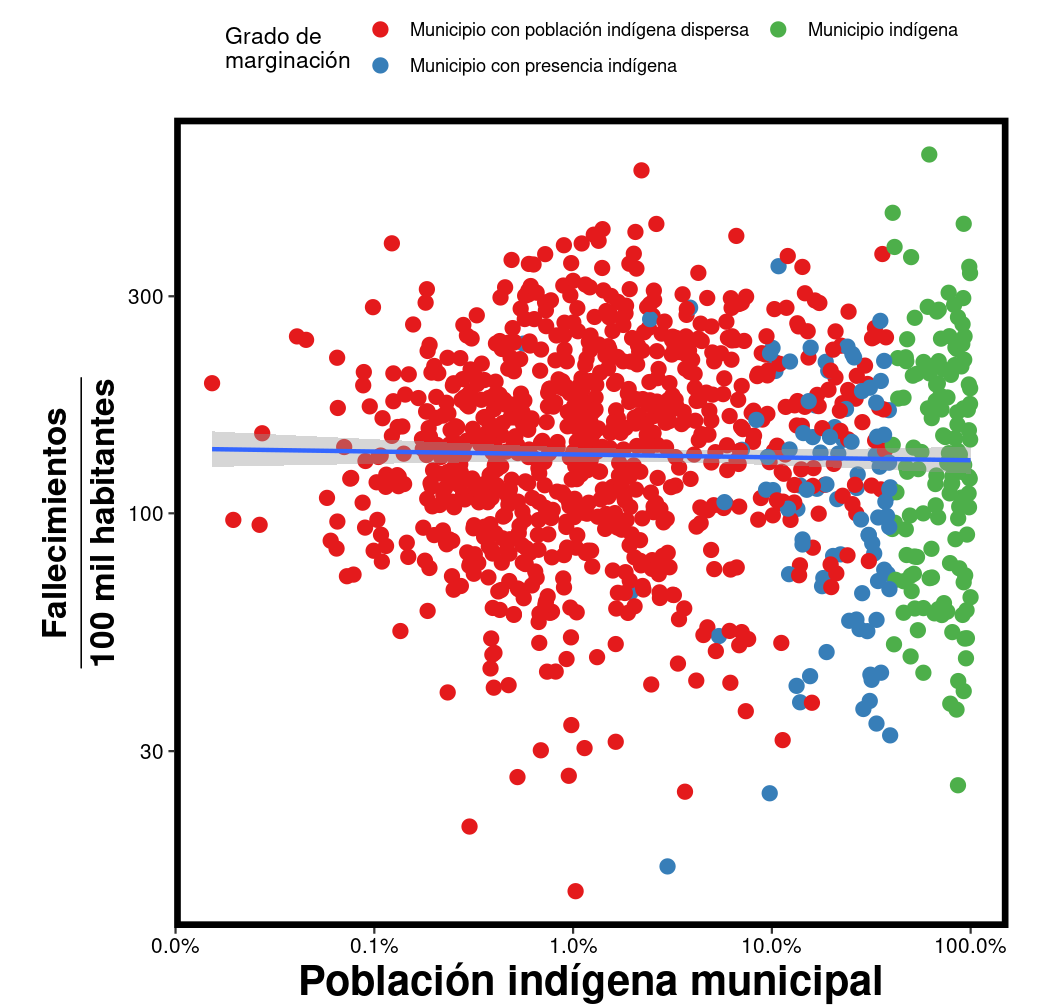 Grado de
marginación
Municipio con población indígena dispersa
Municipio indígena
Municipio con presencia indígena
Fallecimientos
100 mil habitantes
300
100
30
0.0%
0.1%
1.0%
10.0%
100.0%
Población indígena municipal